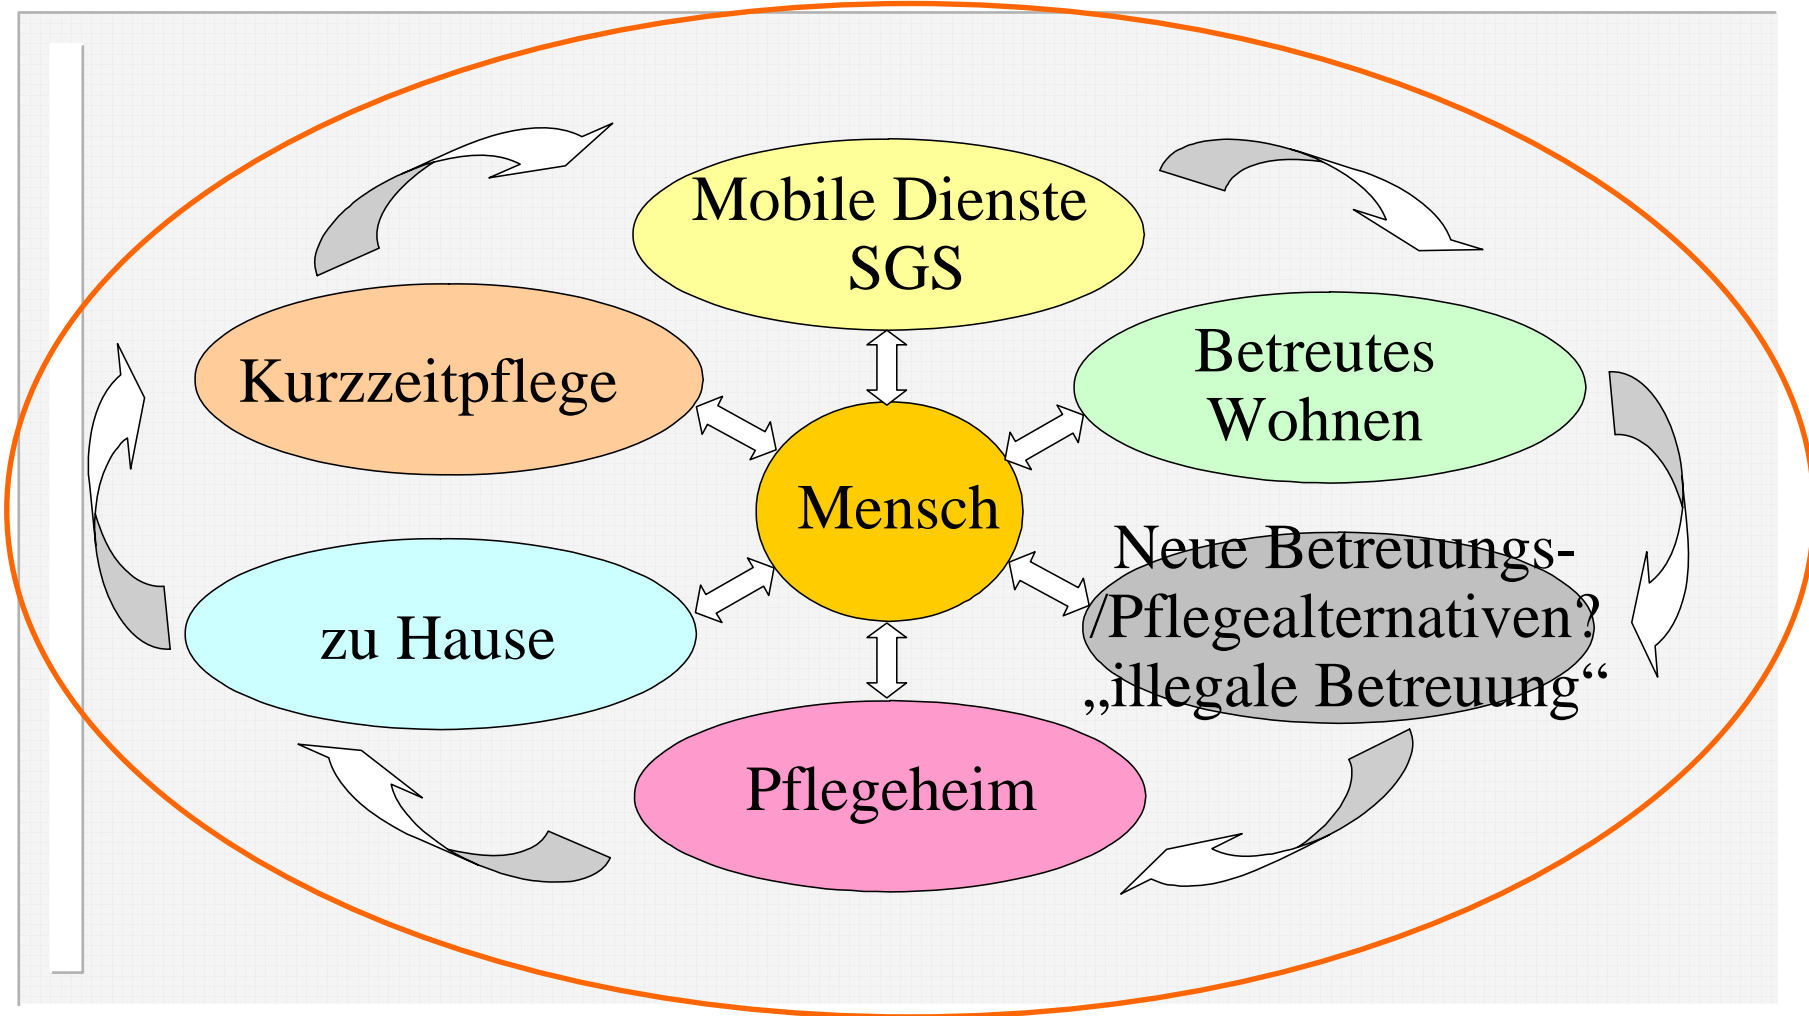 Mobile Dienste
SGS
Kurzzeitpflege
Betreutes
Wohnen
Mensch
zu Hause
Neue Betreuungs-
/Pflegealternativen?
„illegale Betreuung“
Pflegeheim